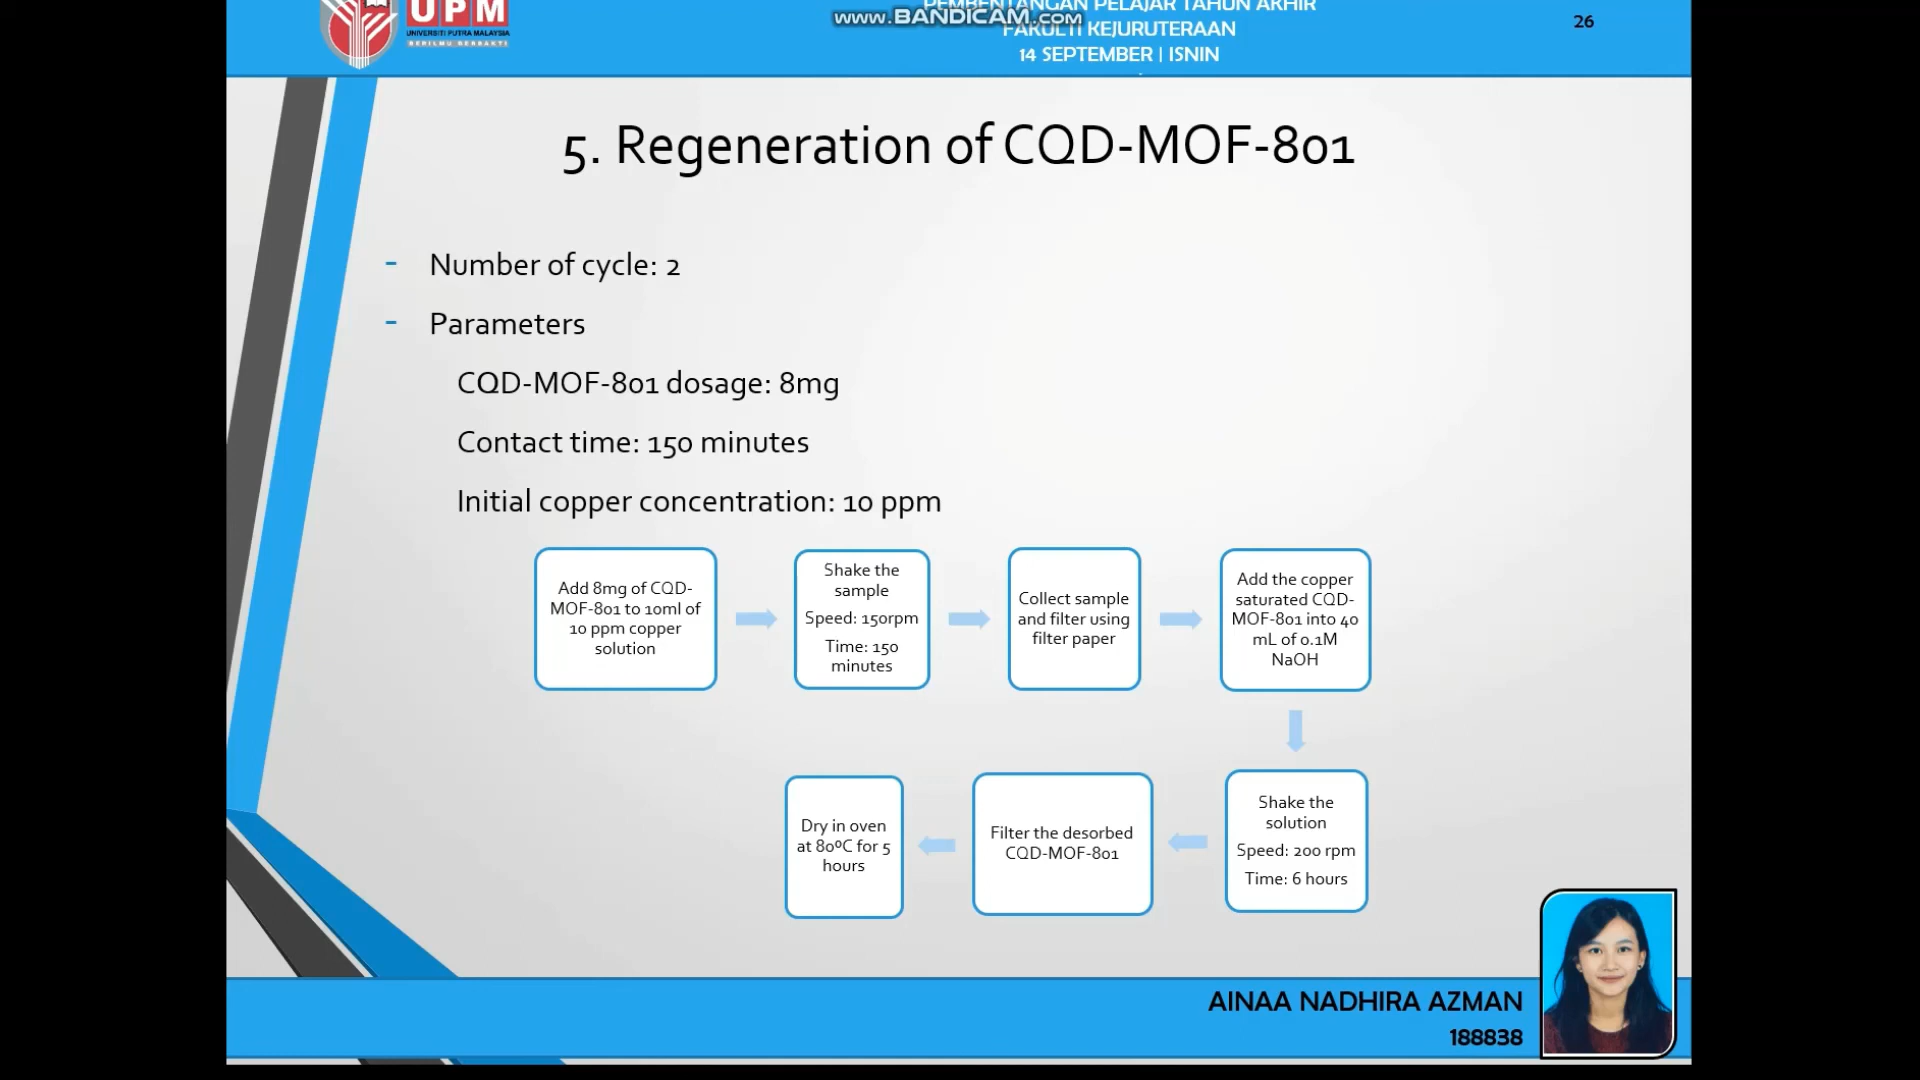 UPM
UNIVERSITI PUTRA MALAYSIA
BERILMU BERBAKTI
www.BANDICAM.com
PEMBENTANGAN PELAJAR TAHUN AKHIR
FAKULTI KEJURUTERAAN
14 SEPTEMBER | ISNIN
26
5. Regeneration of CQD-MOF-801
- Number of cycle: 2
- Parameters
CQD-MOF-801 dosage: 8mg
Contact time: 150 minutes
Initial copper concentration: 10 ppm
Add 8mg of CQD-
MOF-801 to 10ml of
10 ppm copper
solution
Shake the
sample
Speed: 150rpm
Time: 150
minutes
Collect sample
and filter using
filter paper
Add the copper
saturated CQD-
MOF-801 into 40
mL of 0.1M
NaOH
Shake the
solution
Speed: 200 rpm
Time: 6 hours
Filter the desorbed
CQD-MOF-801
Dry in oven
at 80ºC for 5
hours
AINAA NADHIRA AZMAN
188838